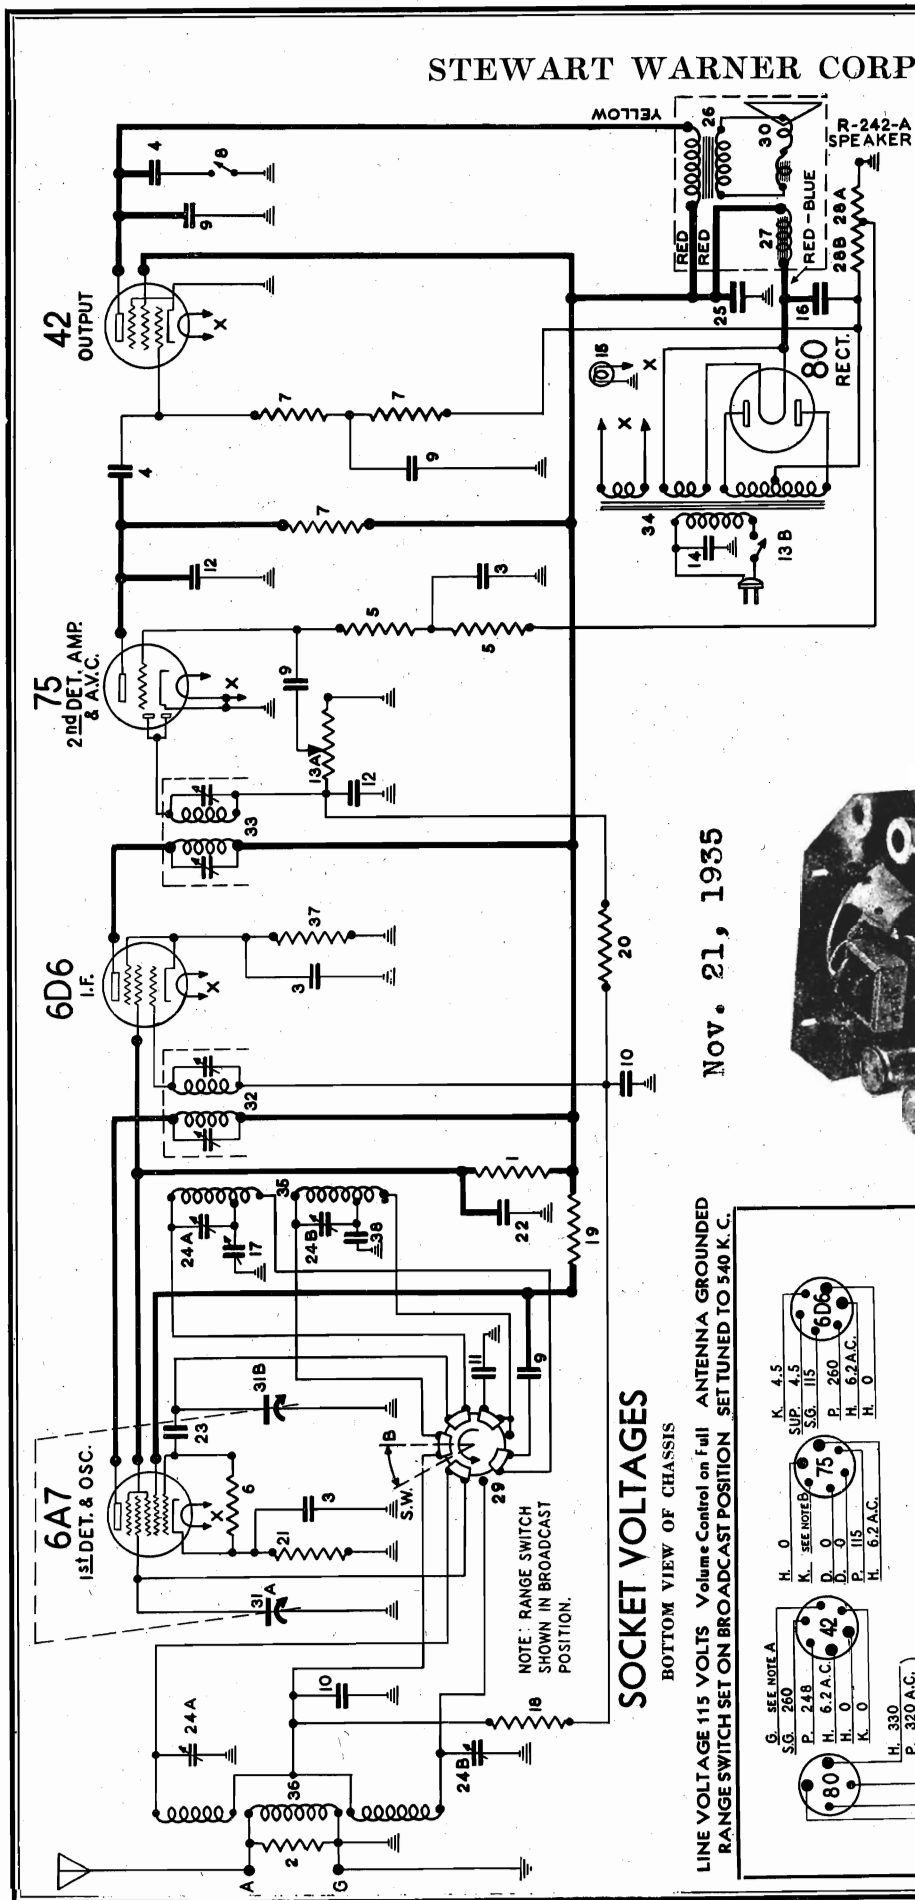 STEWART WARNER CORP
6A7
1st DET. & OSC.
6D6
I.F.
75
2nd DET. AMP.
& A.V.C.
42
OUTPUT
YELLOW
RED
RED
RED-BLUE
R-242-A
SPEAKER
26
30
27
28B 28A
25
16
15
X
80
RECT.
X
34
14
13B
4
8
9
X
7
7
9
4
7
12
5
3
5
X
9
13A
12
33
37
3
X
20
32
10
1
22
19
35
24A
17
24B
38
31B
23
6
X
3
21
31A
11
9
B
S.W.
29
24A
10
18
24B
36
2
A
G
NOTE: RANGE SWITCH
SHOWN IN BROADCAST
POSITION.
Nov. 21, 1935
SOCKET VOLTAGES
BOTTOM VIEW OF CHASSIS
LINE VOLTAGE 115 VOLTS Volume Control on Full ANTENNA GROUNDED
RANGE SWITCH SET ON BROADCAST POSITION SET TUNED TO 540 K.C.
80
H. 330
P. 320 A.C.
42
G. SEE NOTE A
S.G. 260
P. 248
H. 6.2 A.C.
H. 0
K. 0
75
H. 0
K. SEE NOTE B
D. 0
D. 0
P. 115
H. 6.2 A.C.
6D6
K. 4.5
SUP. 4.5
S.G. 115
P. 260
H. 6.2 A.C.
H. 0